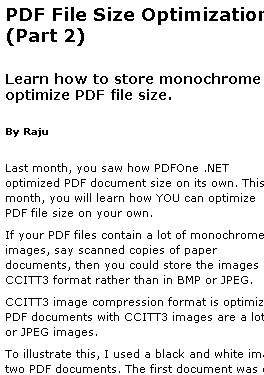 PDF File Size Optimization
(Part 2)
Learn how to store monochrome
optimize PDF file size.
By Raju
Last month, you saw how PDFOne .NET
optimized PDF document size on its own. This
month, you will learn how YOU can optimize
PDF file size on your own.
If your PDF files contain a lot of monochrome
images, say scanned copies of paper
documents, then you could store the images
CCITT3 format rather than in BMP or JPEG.
CCITT3 image compression format is optimiz
PDF documents with CCITT3 images are a lot
or JPEG images.
To illustrate this, I used a black and white ima
two PDF documents. The first document was